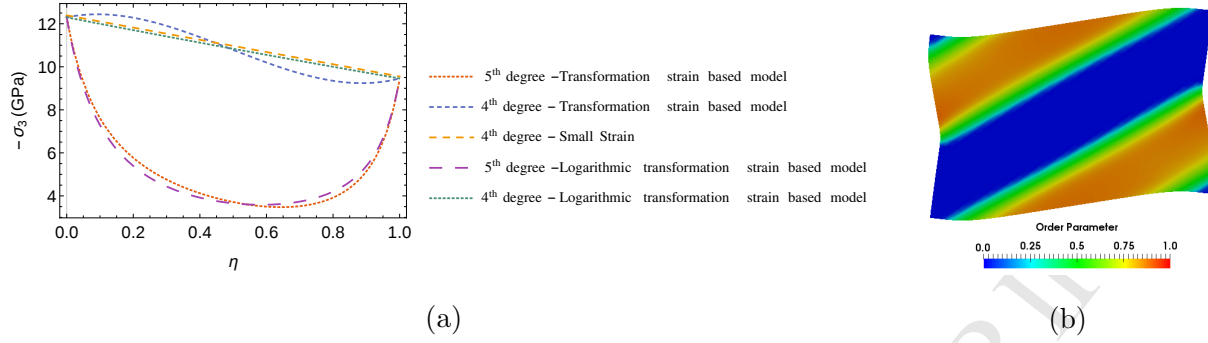 12
10
8
6
4
0.0 0.2 0.4 0.6 0.8 1.0
− σ3 (GPa)
η
5th degree −Transformation strain based model
4th degree − Transformation strain based model
4th degree − Small Strain
5th degree −Logarithmic transformation strain based model
4th degree − Logarithmic transformation strain based model
(a)
Order Parameter
0.0 0.25 0.5 0.75 1.0
(b)